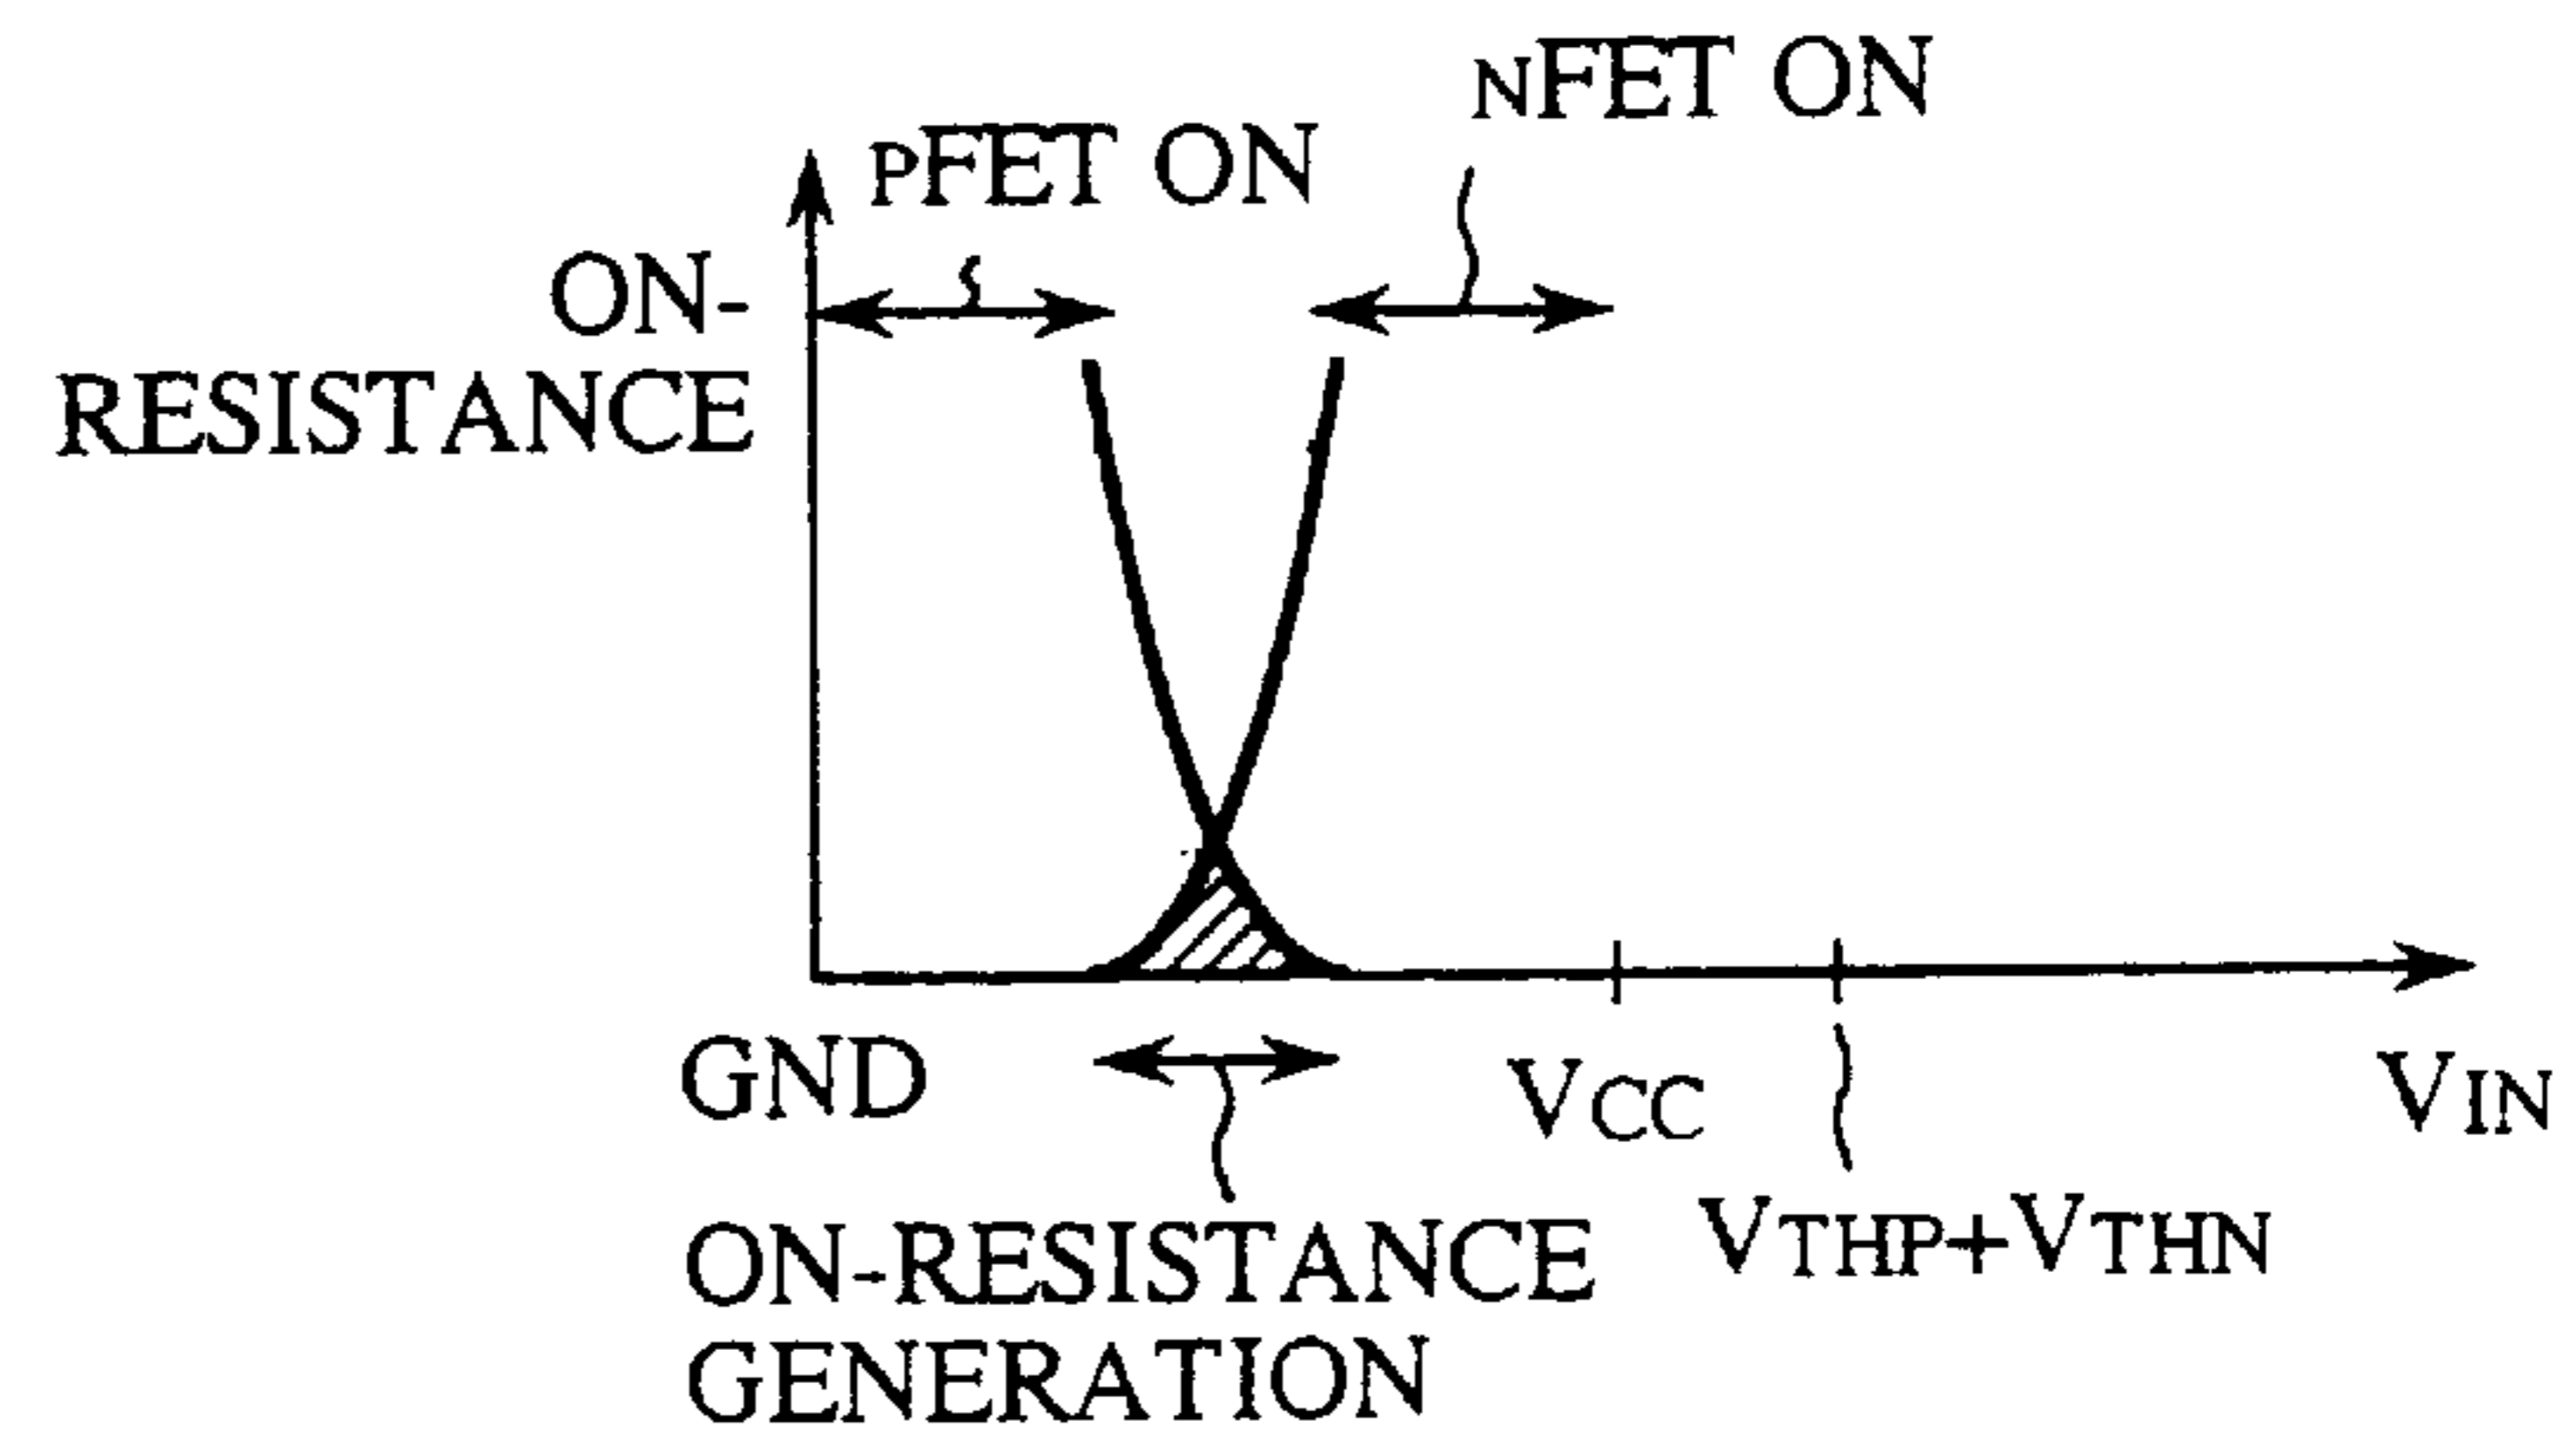 NFET ON
PFET ON
ON-
RESISTANCE
GND
VCC
VIN
VTHP+VTHN
ON-RESISTANCE
GENERATION